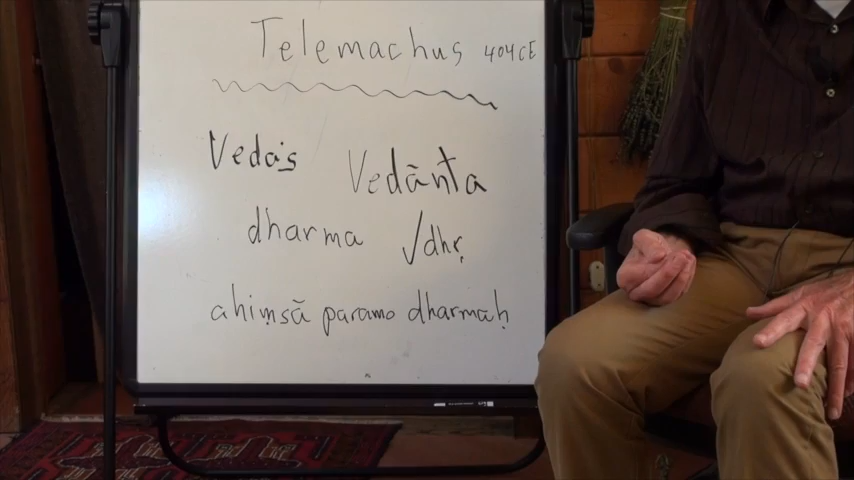 Telemachus 404CE
Vedas Vedānta
dharma √dhṛ
ahiṃsā paramo dharmaḥ